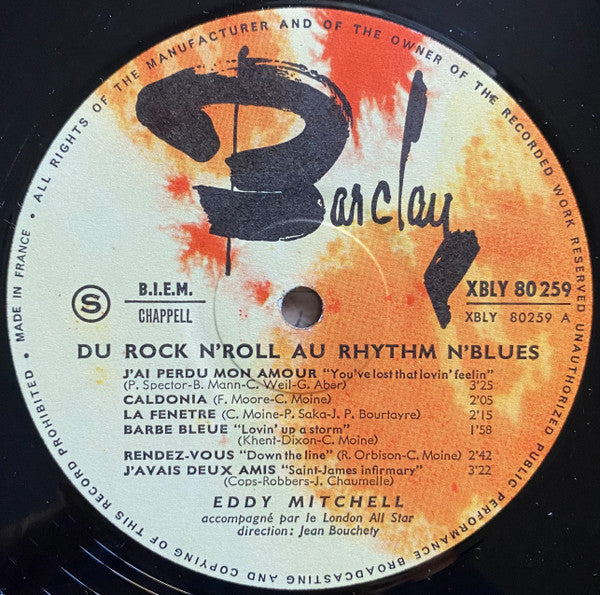 • MADE IN FRANCE • ALL RIGHTS OF THE MANUFACTURER AND OF THE OWNER OF THE RECORDED WORK RESERVED UNAUTHORIZED PUBLIC PERFORMANCE BROADCASTING AND COPYING OF THIS RECORD PROHIBITED
Barclay
S
B.I.E.M.
CHAPPELL
XBLY 80259
XBLY 80259 A
DU ROCK N'ROLL AU RHYTHM N'BLUES
J'AI PERDU MON AMOUR "You've lost that lovin' feelin"
(P. Spector-B. Mann-C. Weil-G. Aber) 3'25
CALDONIA (F. Moore-C. Moine) 2'05
LA FENETRE (C. Moine-P. Saka-J. P. Bourtayre) 2'15
BARBE BLEUE "Lovin' up a storm" 1'58
(Khent-Dixon-C. Moine)
RENDEZ-VOUS "Down the line" (R. Orbison-C. Moine) 2'42
J'AVAIS DEUX AMIS "Saint-James infirmary" 3'22
(Cops-Robbers-J. Chaumelle)
EDDY MITCHELL
accompagné par le London All Star
direction: Jean Bouchety